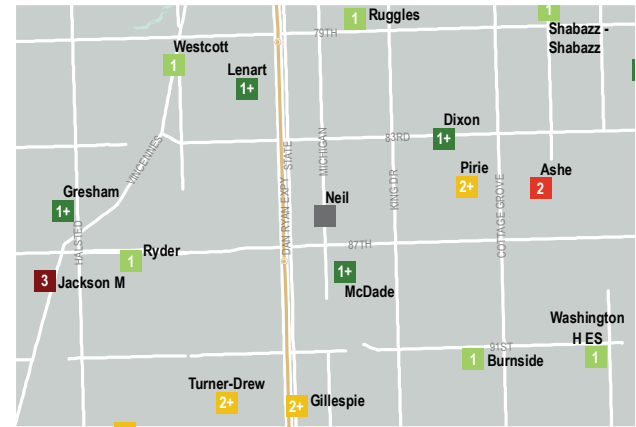 1 Ruggles
79TH
1 Shabazz -
Shabazz
Westcott
1
Lenart
1+
Dixon
1+
83RD
VINCENNES
STATE
MICHIGAN
Pirie
2+
Ashe
2
Gresham
1+
HALSTED
DAN RYAN EXPY
Neil
KING DR
COTTAGE GROVE
87TH
Ryder
1
3 Jackson M
1+
McDade
Washington
H ES
1
91ST
1 Burnside
Turner-Drew
2+
2+ Gillespie